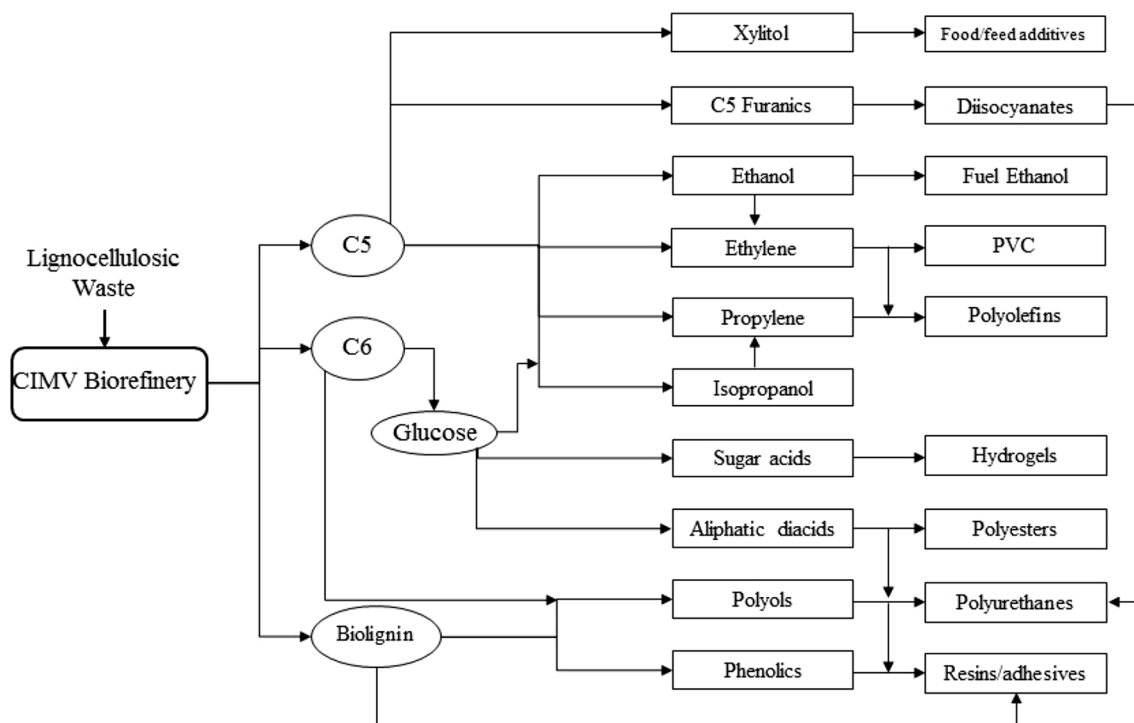 Xylitol
Food/feed additives
C5 Furanics
Diisocyanates
Ethanol
Fuel Ethanol
C5
Ethylene
PVC
Lignocellulosic
Waste
Propylene
Polyolefins
C6
CIMV Biorefinery
Isopropanol
Glucose
Sugar acids
Hydrogels
Aliphatic diacids
Polyesters
Polyols
Polyurethanes
Biolignin
Phenolics
Resins/adhesives